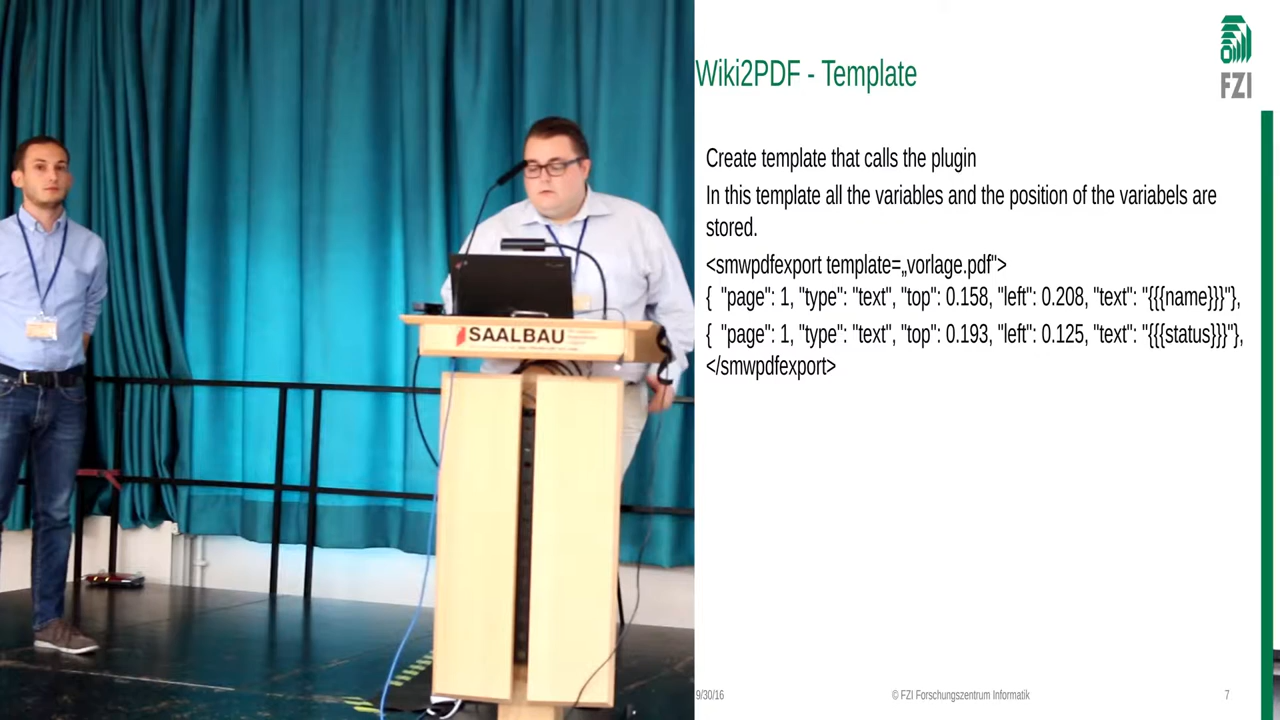 Wiki2PDF - Template
FZI
Create template that calls the plugin
In this template all the variables and the position of the variabels are
stored.
<smwpdfexport template=„vorlage.pdf">
{ "page": 1, "type": "text", "top": 0.158, "left": 0.208, "text": "{{{name}}}"},
{ "page": 1, "type": "text", "top": 0.193, "left": 0.125, "text": "{{{status}}}"},
</smwpdfexport>
SAALBAU
9/30/16
© FZI Forschungszentrum Informatik
7